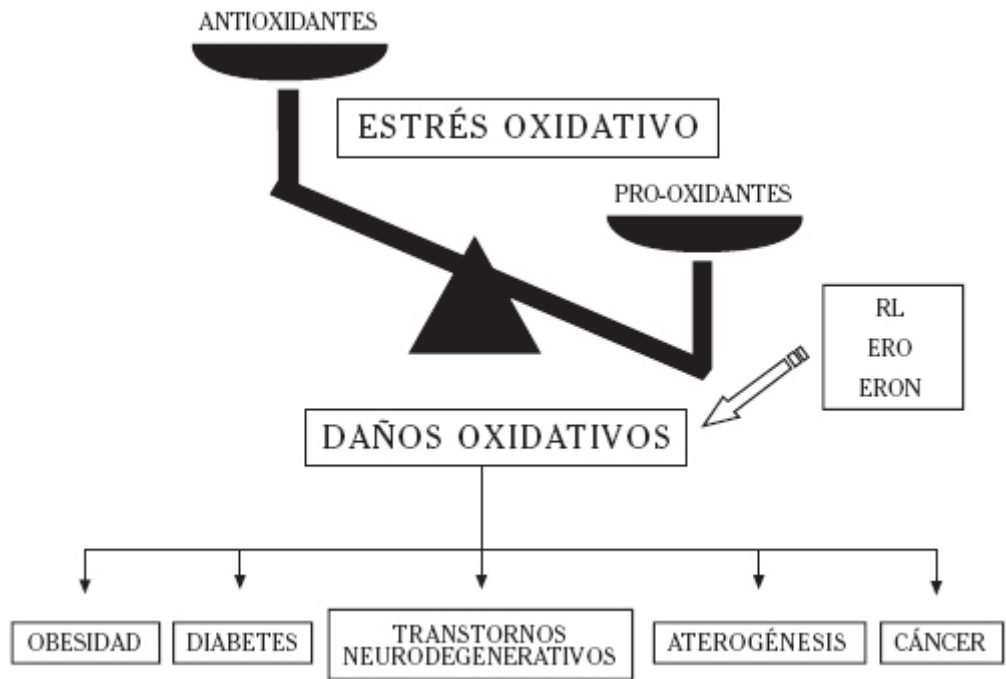 ANTIOXIDANTES
ESTRÉS OXIDATIVO
PRO-OXIDANTES
RL
ERO
ERON
DAÑOS OXIDATIVOS
OBESIDAD
DIABETES
TRANSTORNOS
NEURODEGENERATIVOS
ATEROGÉNESIS
CÁNCER